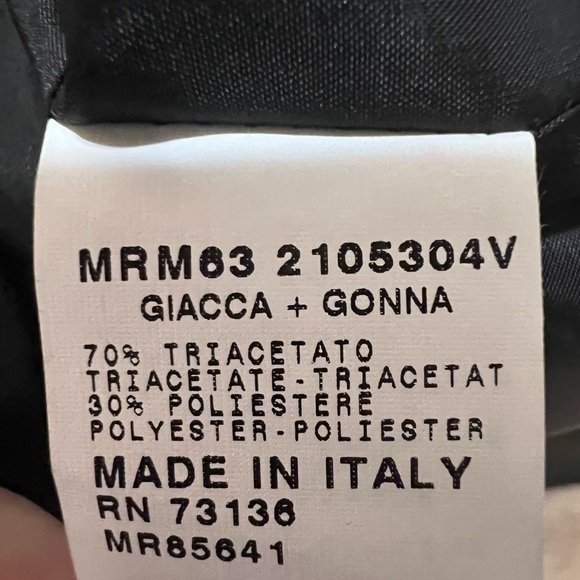 MRM63 2105304V
GIACCA + GONNA
70% TRIACETATO
TRIACETATE-TRIACETAT
30% POLIESTERE
POLYESTER-POLIESTER
MADE IN ITALY
RN 73136
MR85641